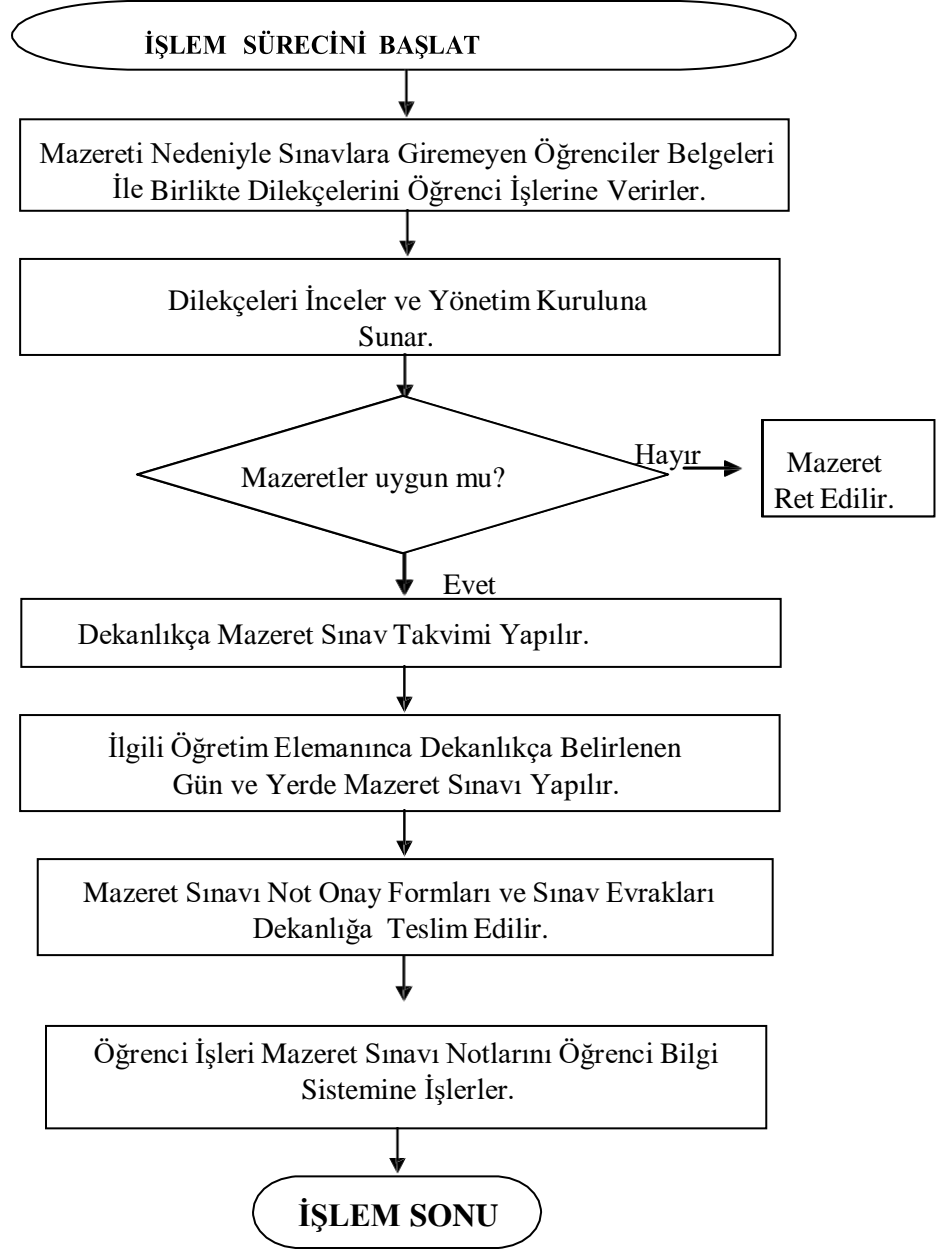 İŞLEM SÜRECİNİ BAŞLAT
Mazereti Nedeniyle Sınavlara Giremeyen Öğrenciler Belgeleri
İle Birlikte Dilekçelerini Öğrenci İşlerine Verirler.
Dilekçeleri İnceler ve Yönetim Kuruluna
Sunar.
Mazeretler uygun mu?
Hayır
Mazeret
Ret Edilir.
Evet
Dekanlıkça Mazeret Sınav Takvimi Yapılır.
İlgili Öğretim Elemanınca Dekanlıkça Belirlenen
Gün ve Yerde Mazeret Sınavı Yapılır.
Mazeret Sınavı Not Onay Formları ve Sınav Evrakları
Dekanlığa Teslim Edilir.
Öğrenci İşleri Mazeret Sınavı Notlarını Öğrenci Bilgi
Sistemine İşlerler.
İŞLEM SONU